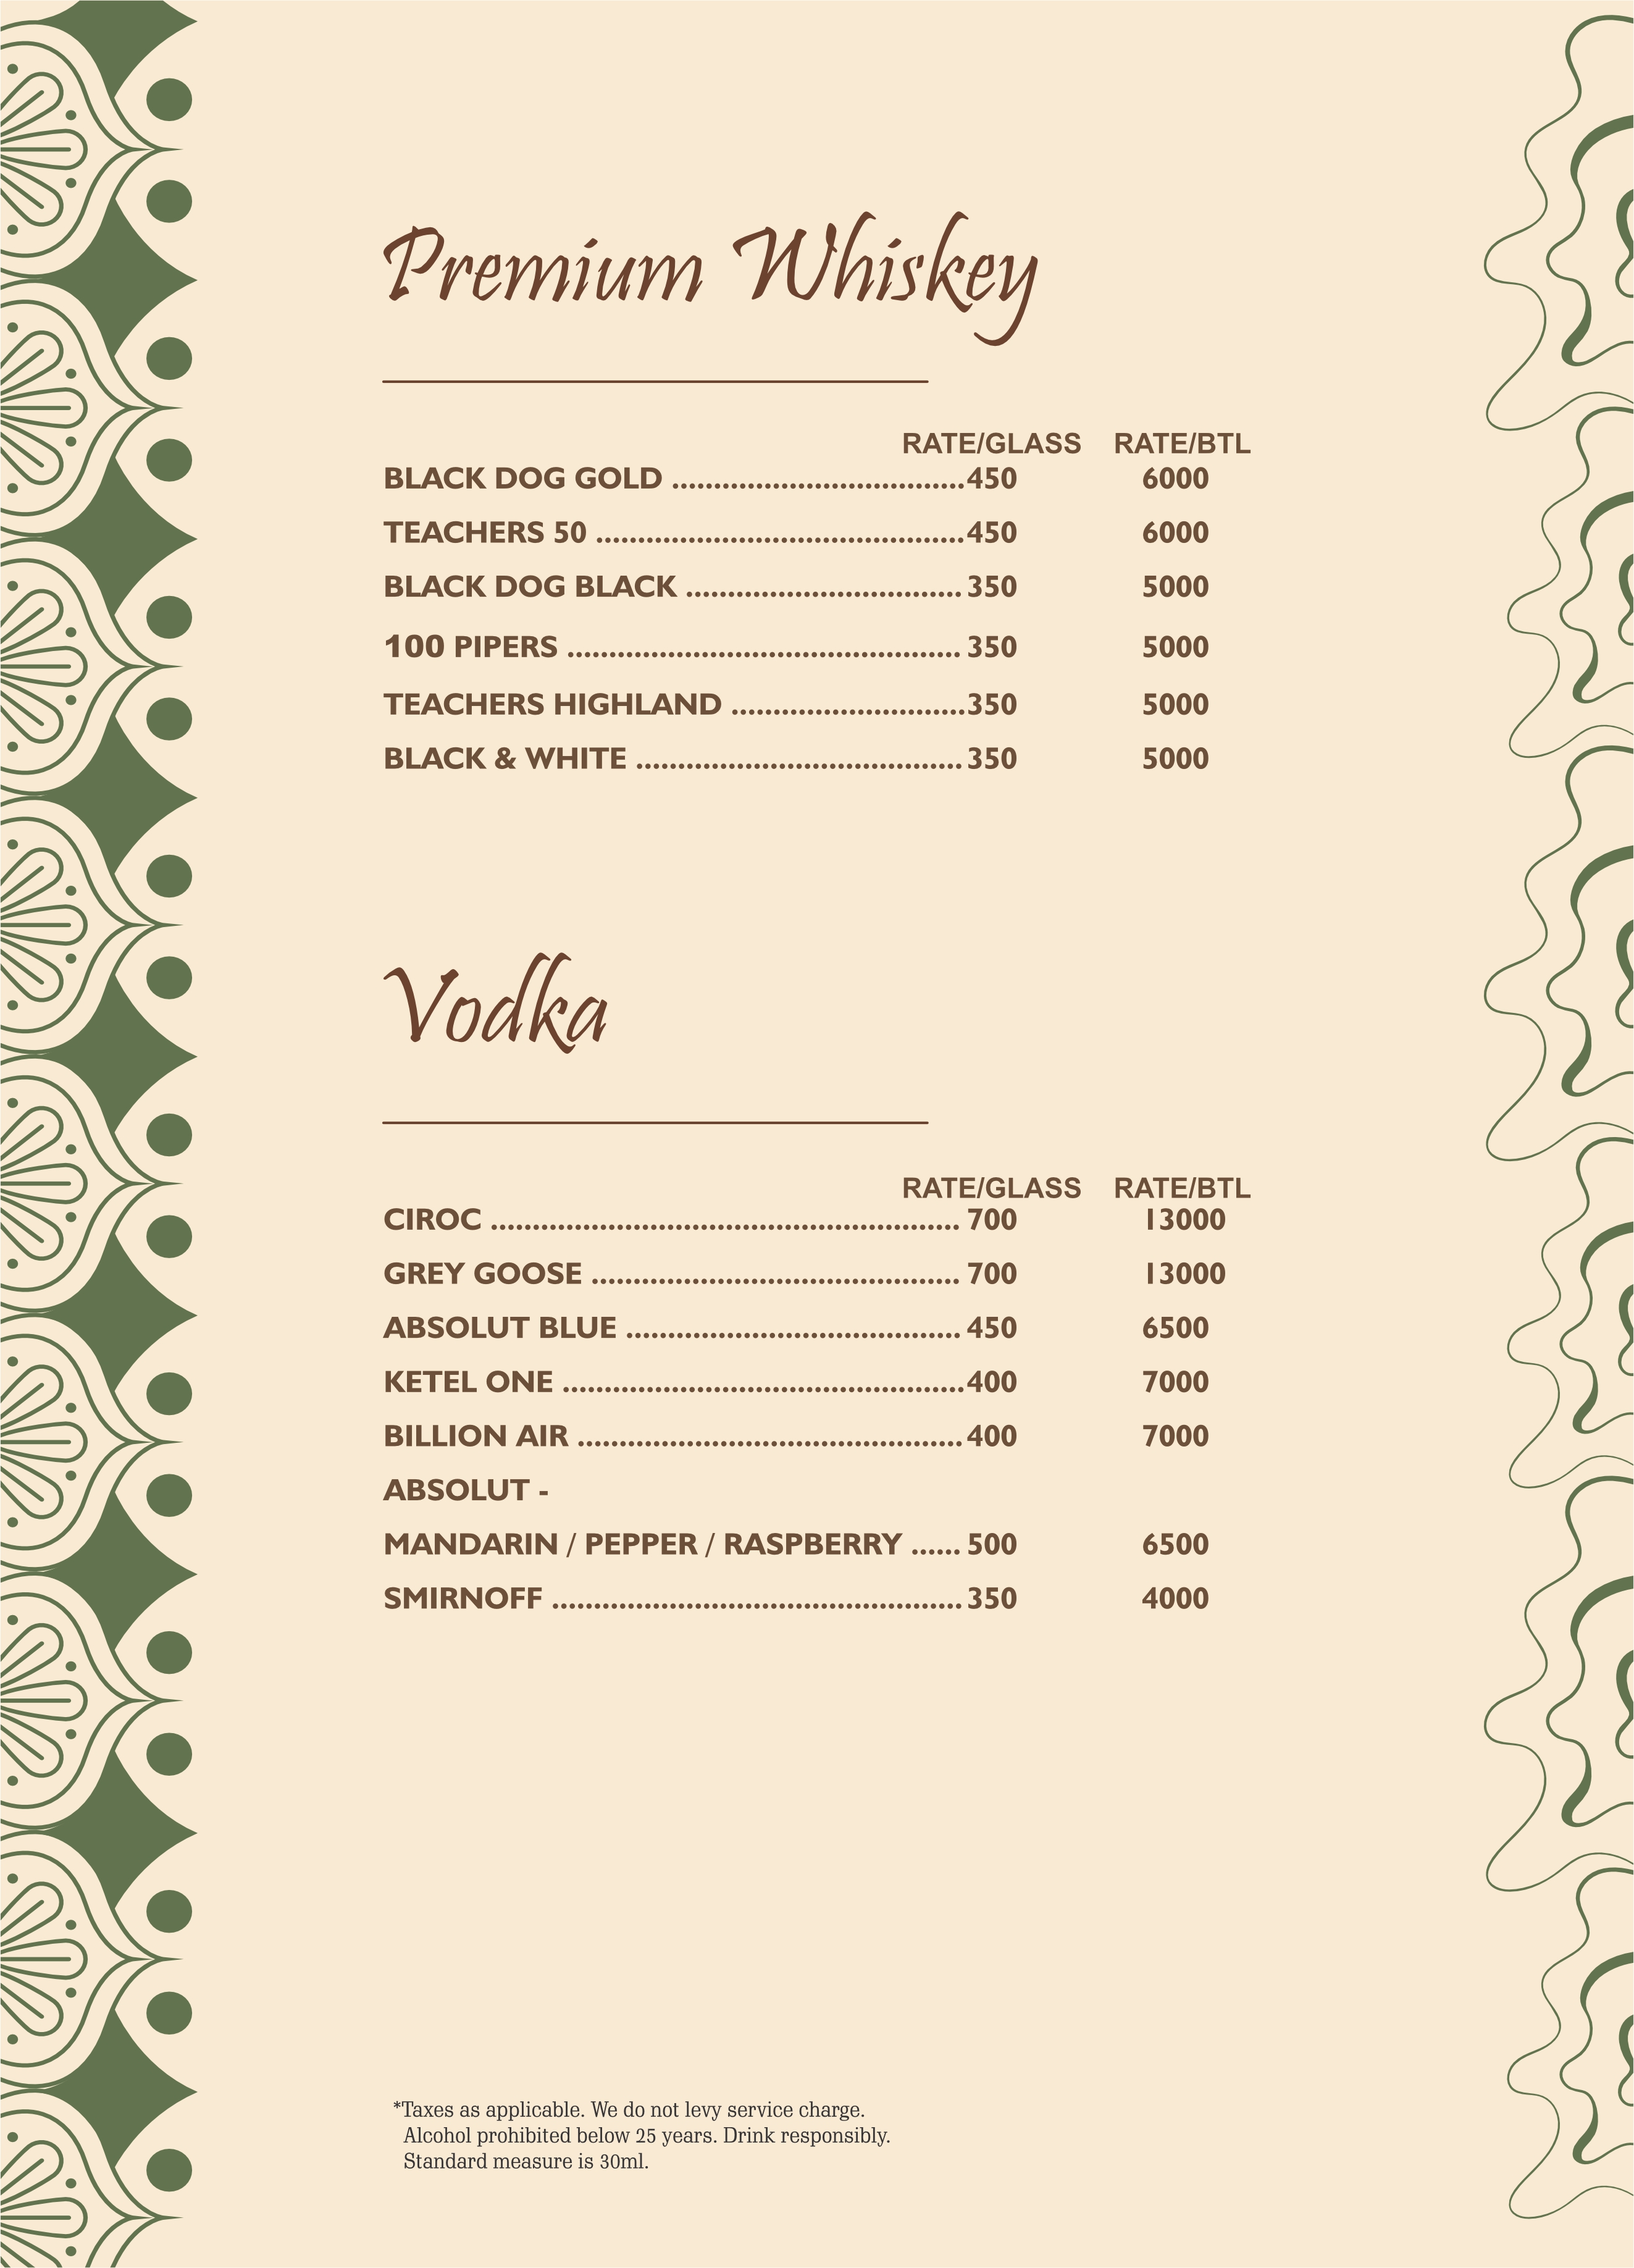 Premium Whiskey
RATE/GLASS RATE/BTL
BLACK DOG GOLD ...................................450 6000
TEACHERS 50 ............................................450 6000
BLACK DOG BLACK ................................. 350 5000
100 PIPERS ............................................... 350 5000
TEACHERS HIGHLAND ............................350 5000
BLACK & WHITE ....................................... 350 5000
Vodka
RATE/GLASS RATE/BTL
CIROC ........................................................ 700 13000
GREY GOOSE ............................................ 700 13000
ABSOLUT BLUE ........................................ 450 6500
KETEL ONE ................................................400 7000
BILLION AIR .............................................. 400 7000
ABSOLUT -
MANDARIN / PEPPER / RASPBERRY ...... 500 6500
SMIRNOFF ................................................. 350 4000
*Taxes as applicable. We do not levy service charge.
Alcohol prohibited below 25 years. Drink responsibly.
Standard measure is 30ml.